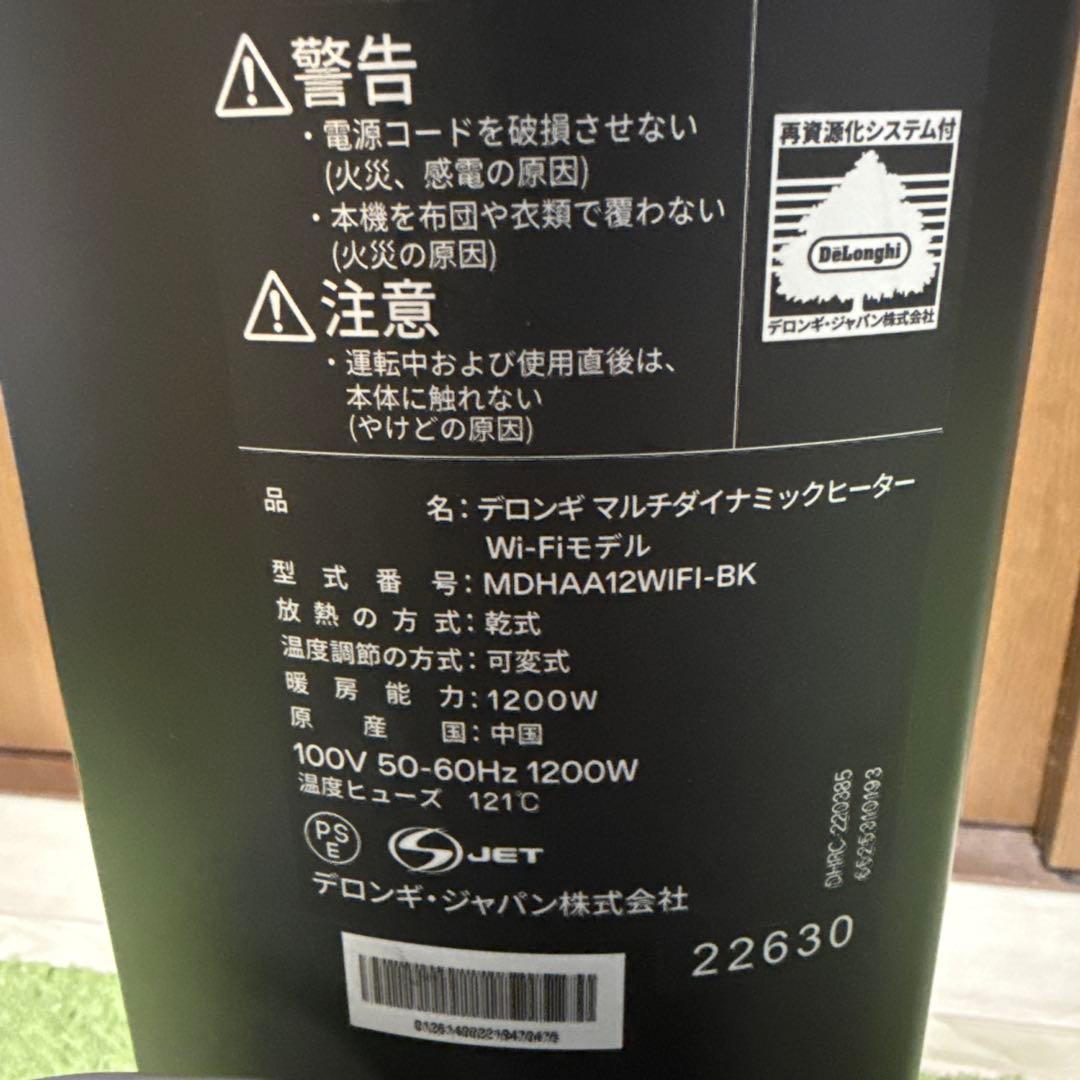 警告
・電源コードを破損させない
(火災、感電の原因)
・本機を布団や衣類で覆わない
(火災の原因)
注意
・運転中および使用直後は、
本体に触れない
(やけどの原因)
再資源化システム付
DēLonghi
デロンギ・ジャパン株式会社
品名：デロンギ マルチダイナミックヒーター
Wi-Fiモデル
型式番号：MDHAA12WIFI-BK
放熱の方式：乾式
温度調節の方式：可変式
暖房能力：1200W
原産国：中国
100V 50-60Hz 1200W
温度ヒューズ 121℃
PSE
JET
デロンギ・ジャパン株式会社
DHRC-220385
6625310193
22630